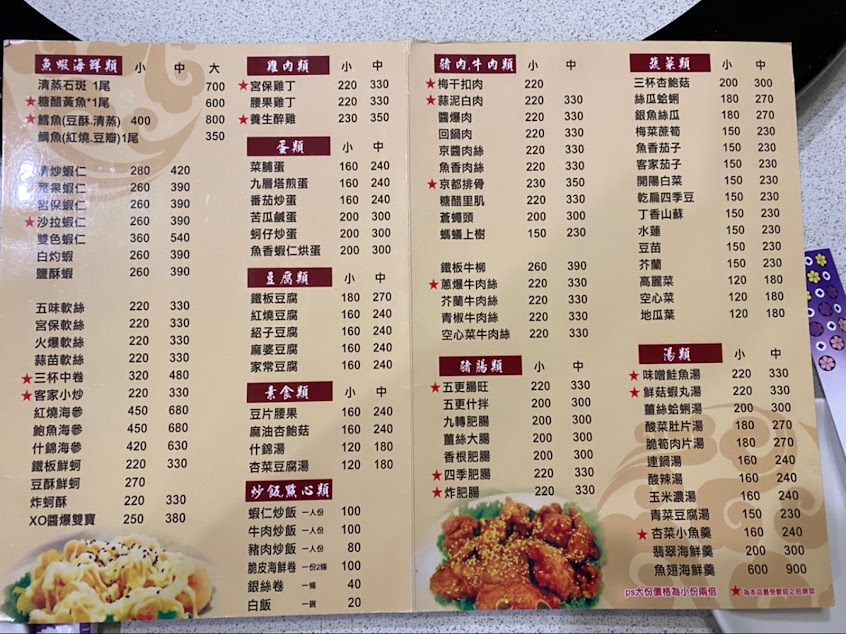 魚蝦海鮮類 小 中 大
清蒸石斑 1尾 700
★糖醋黃魚*1尾 600
★鱈魚(豆酥.清蒸) 400 800
鯛魚(紅燒.豆瓣)1尾 350
清炒蝦仁 280 420
蝦仁 260 390
宮保蝦仁 260 390
★沙拉蝦仁 260 390
雙色蝦仁 360 540
白灼蝦 260 390
鹽酥蝦 260 390
五味軟絲 220 330
宮保軟絲 220 330
火爆軟絲 220 330
蒜苗軟絲 220 330
★三杯中卷 320 480
★客家小炒 220 330
紅燒海參 450 680
鮑魚海參 450 680
什錦海參 420 630
鐵板鮮蚵 220 330
豆酥鮮蚵 270
炸蚵酥 220 330
XO醬爆雙寶 250 380
雞肉類 小 中
★宮保雞丁 220 330
腰果雞丁 220 330
★養生醉雞 230 350
蛋類 小 中
菜脯蛋 160 240
九層塔煎蛋 160 240
番茄炒蛋 160 240
苦瓜鹹蛋 200 300
蚵仔炒蛋 200 300
魚香蝦仁烘蛋 200 300
豆腐類 小 中
鐵板豆腐 180 270
紅燒豆腐 160 240
紹子豆腐 160 240
麻婆豆腐 160 240
家常豆腐 160 240
素食類 小 中
豆片腰果 160 240
麻油杏鮑菇 160 240
什錦湯 120 180
杏菜豆腐湯 120 180
炒飯點心類
蝦仁炒飯 一人份 100
牛肉炒飯 一人份 100
豬肉炒飯 一人份 80
脆皮海鮮卷 一份2條 100
銀絲卷 一條 40
白飯 一碗 20
豬肉.牛肉類 小 中
★梅干扣肉 220
★蒜泥白肉 220 330
醬爆肉 220 330
回鍋肉 220 330
京醬肉絲 220 330
魚香肉絲 220 330
★京都排骨 230 350
糖醋里肌 220 330
蒼蠅頭 200 300
螞蟻上樹 150 230
鐵板牛柳 260 390
★蔥爆牛肉絲 220 330
芥蘭牛肉絲 220 330
青椒牛肉絲 220 330
空心菜牛肉絲 220 330
豬腸類 小 中
★五更腸旺 220 330
五更什拌 200 300
九轉肥腸 200 300
薑絲大腸 200 300
香根肥腸 200 300
★四季肥腸 220 330
★炸肥腸 220 330
蔬菜類 小 中
三杯杏鮑菇 200 300
絲瓜蛤蜊 180 270
銀魚絲瓜 180 270
梅菜蔴筍 150 230
魚香茄子 150 230
客家茄子 150 230
開陽白菜 150 230
乾扁四季豆 150 230
丁香山蘇 150 230
水蓮 150 230
豆苗 150 230
芥蘭 150 230
高麗菜 120 180
空心菜 120 180
地瓜葉 120 180
湯類 小 中
★味噌鮭魚湯 220 330
★鮮菇蝦丸湯 220 330
薑絲蛤蜊湯 200 300
酸菜肚片湯 180 270
脆筍肉片湯 180 270
連鍋湯 160 240
酸辣湯 160 240
玉米濃湯 160 240
青菜豆腐湯 150 230
★杏菜小魚羹 160 240
翡翠海鮮羹 200 300
魚翅海鮮羹 600 900
ps大份價格為小份兩倍 ★為本店最受歡迎之招牌菜